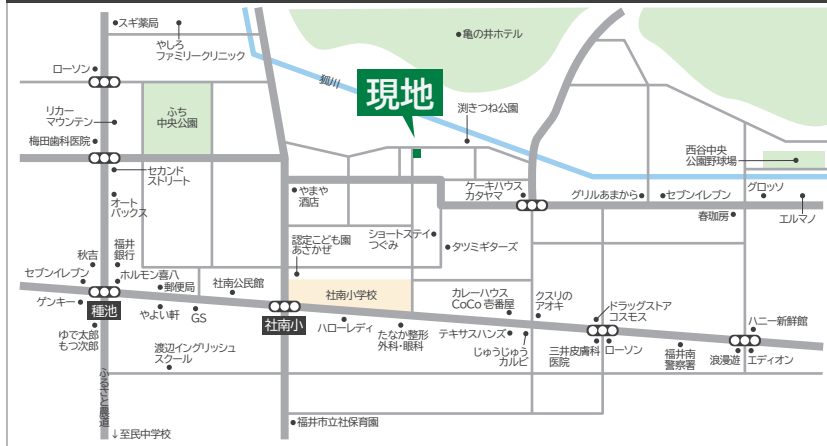 スギ薬局
やしろ
ファミリークリニック
亀の井ホテル
ローソン
狐川
現地
リカー
マウンテン
ふち
中央公園
渕きつね公園
梅田歯科医院
西谷中央
公園野球場
セカンド
ストリート
オート
バックス
やまや
酒店
ケーキハウス
カタヤマ
グリルあまから
セブンイレブン
グロッソ
春珈房
エルマノ
福井
銀行
秋吉
認定こども園
あさかぜ
ショートステイ
つぐみ
タツミギターズ
セブンイレブン
ホルモン喜八
郵便局
社南公民館
社南小学校
カレーハウス
CoCo壱番屋
クスリの
アオキ
ドラッグストア
コスモス
ゲンキー
種池
やよい軒
GS
社南小
ハローレディ
たなか整形
外科・眼科
テキサスハンズ
じゅうじゅう
カルビ
三井皮膚科
医院
ローソン
福井南
警察署
ハニー新鮮館
浪漫遊
エディオン
ゆで太郎
もつ次郎
渡辺イングリッシュ
スクール
ふるさと農道
↓至民中学校
福井市立社保育園